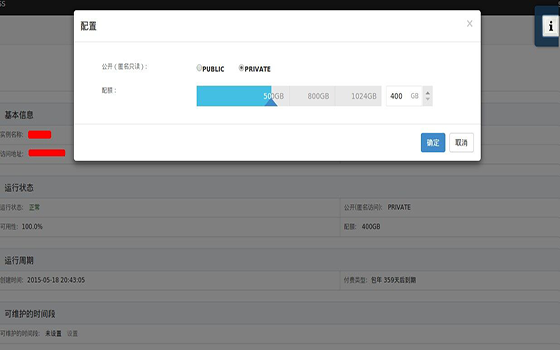 配置
x
公开(匿名只读):
PUBLIC
PRIVATE
配额:
500GB
800GB
1024GB
400
GB
确定
取消
基本信息
实例名称:
访问地址:
运行状态
运行状态: 正常
公开(匿名访问): PRIVATE
可用性: 100.0%
配额: 400GB
运行周期
创建时间: 2015-05-18 20:43:05
付费类型: 包年 359天后到期
可维护的时间段
可维护的时间段: 未设置 设置